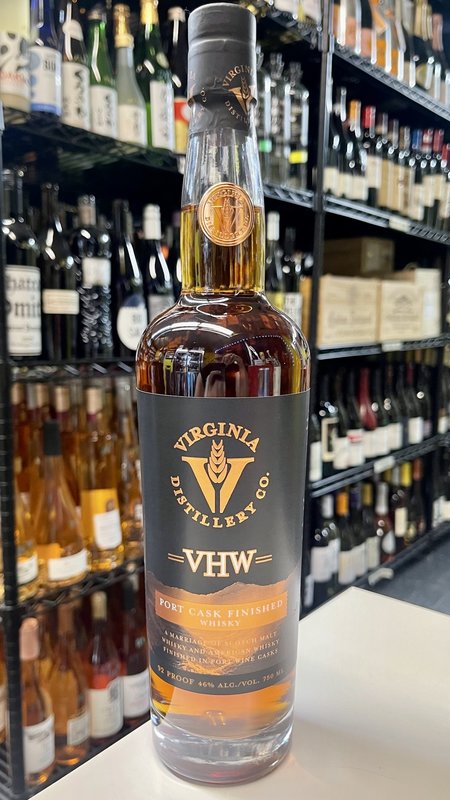 VIRGINIA
DISTILLERY
CO.
VIRGINIA
DISTILLERY CO.
V
VHW
PORT CASK FINISHED
WHISKY
A MARRIAGE OF SCOTCH MALT
WHISKY AND AMERICAN WHISKY
FINISHED IN PORT WINE CASKS
92 PROOF 46% ALC./VOL. 750 ML